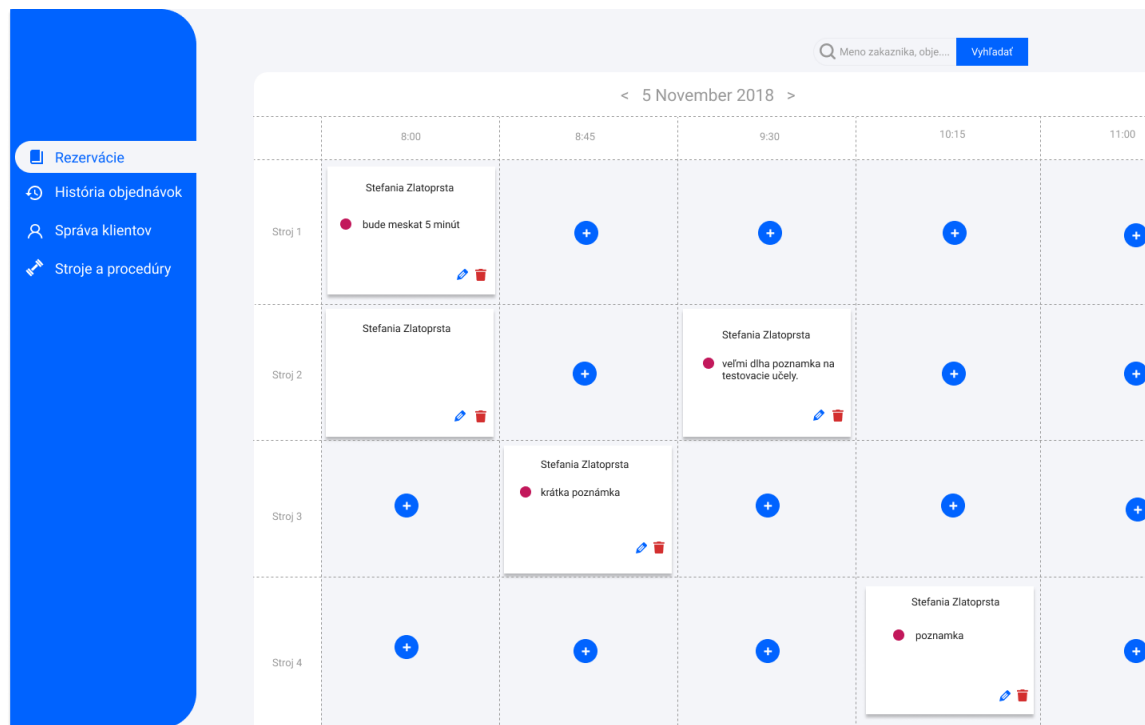 Meno zakaznika, obje....
Vyhľadať
< 5 November 2018 >
8:00
8:45
9:30
10:15
11:00
Rezervácie
História objednávok
Správa klientov
Stroje a procedúry
Stroj 1
Stefania Zlatoprsta
bude meskat 5 minút
Stroj 2
Stefania Zlatoprsta
Stefania Zlatoprsta
veľmi dlha poznamka na
testovacie učely.
Stroj 3
Stefania Zlatoprsta
krátka poznámka
Stroj 4
Stefania Zlatoprsta
poznamka